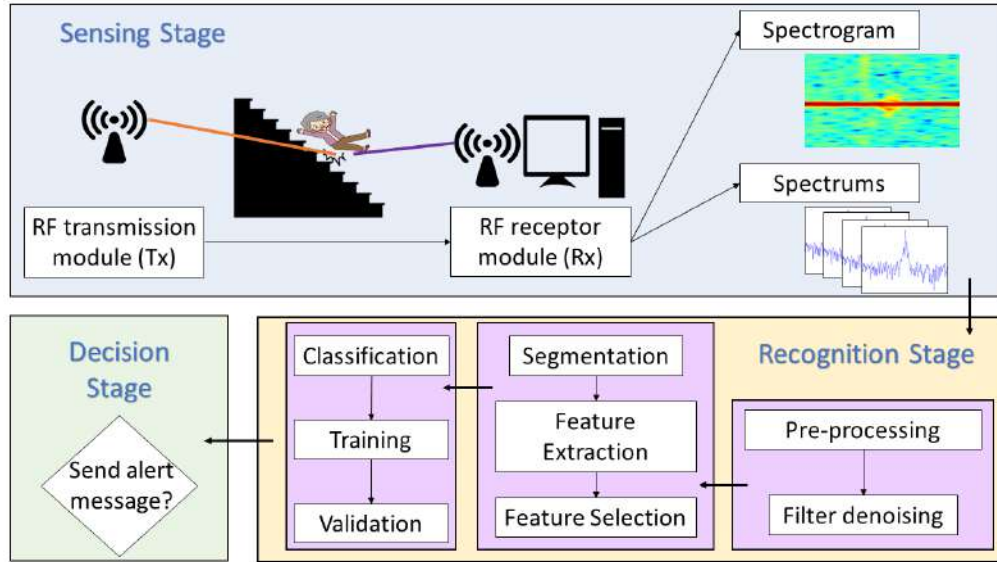 Sensing Stage
Spectrogram
Spectrums
RF transmission
module (Tx)
RF receptor
module (Rx)
Decision
Stage
Send alert
message?
Classification
Training
Validation
Segmentation
Feature
Extraction
Feature Selection
Recognition Stage
Pre-processing
Filter denoising